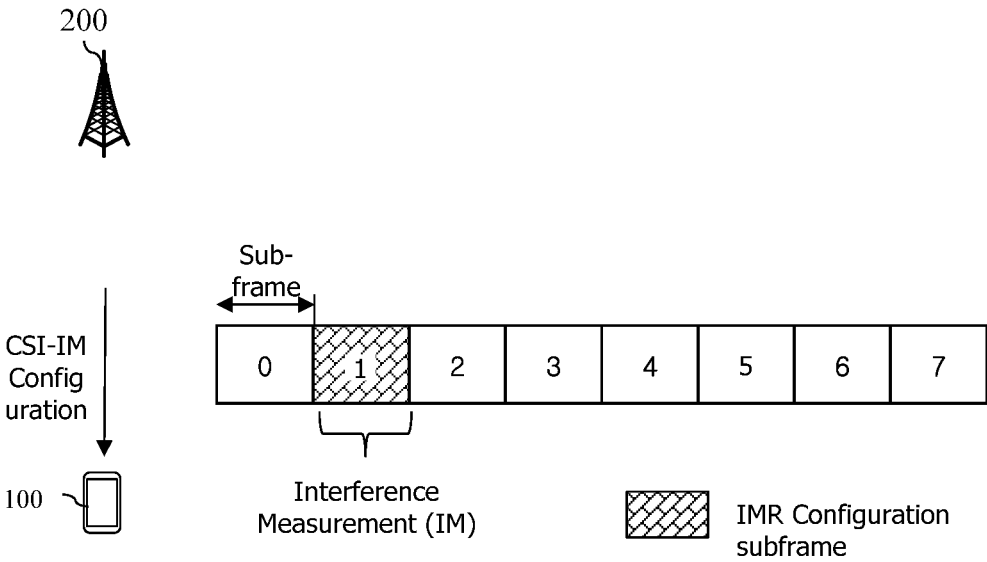 200
Sub-
frame
CSI-IM
Config
uration
0 1 2 3 4 5 6 7
100
Interference
Measurement (IM)
IMR Configuration
subframe